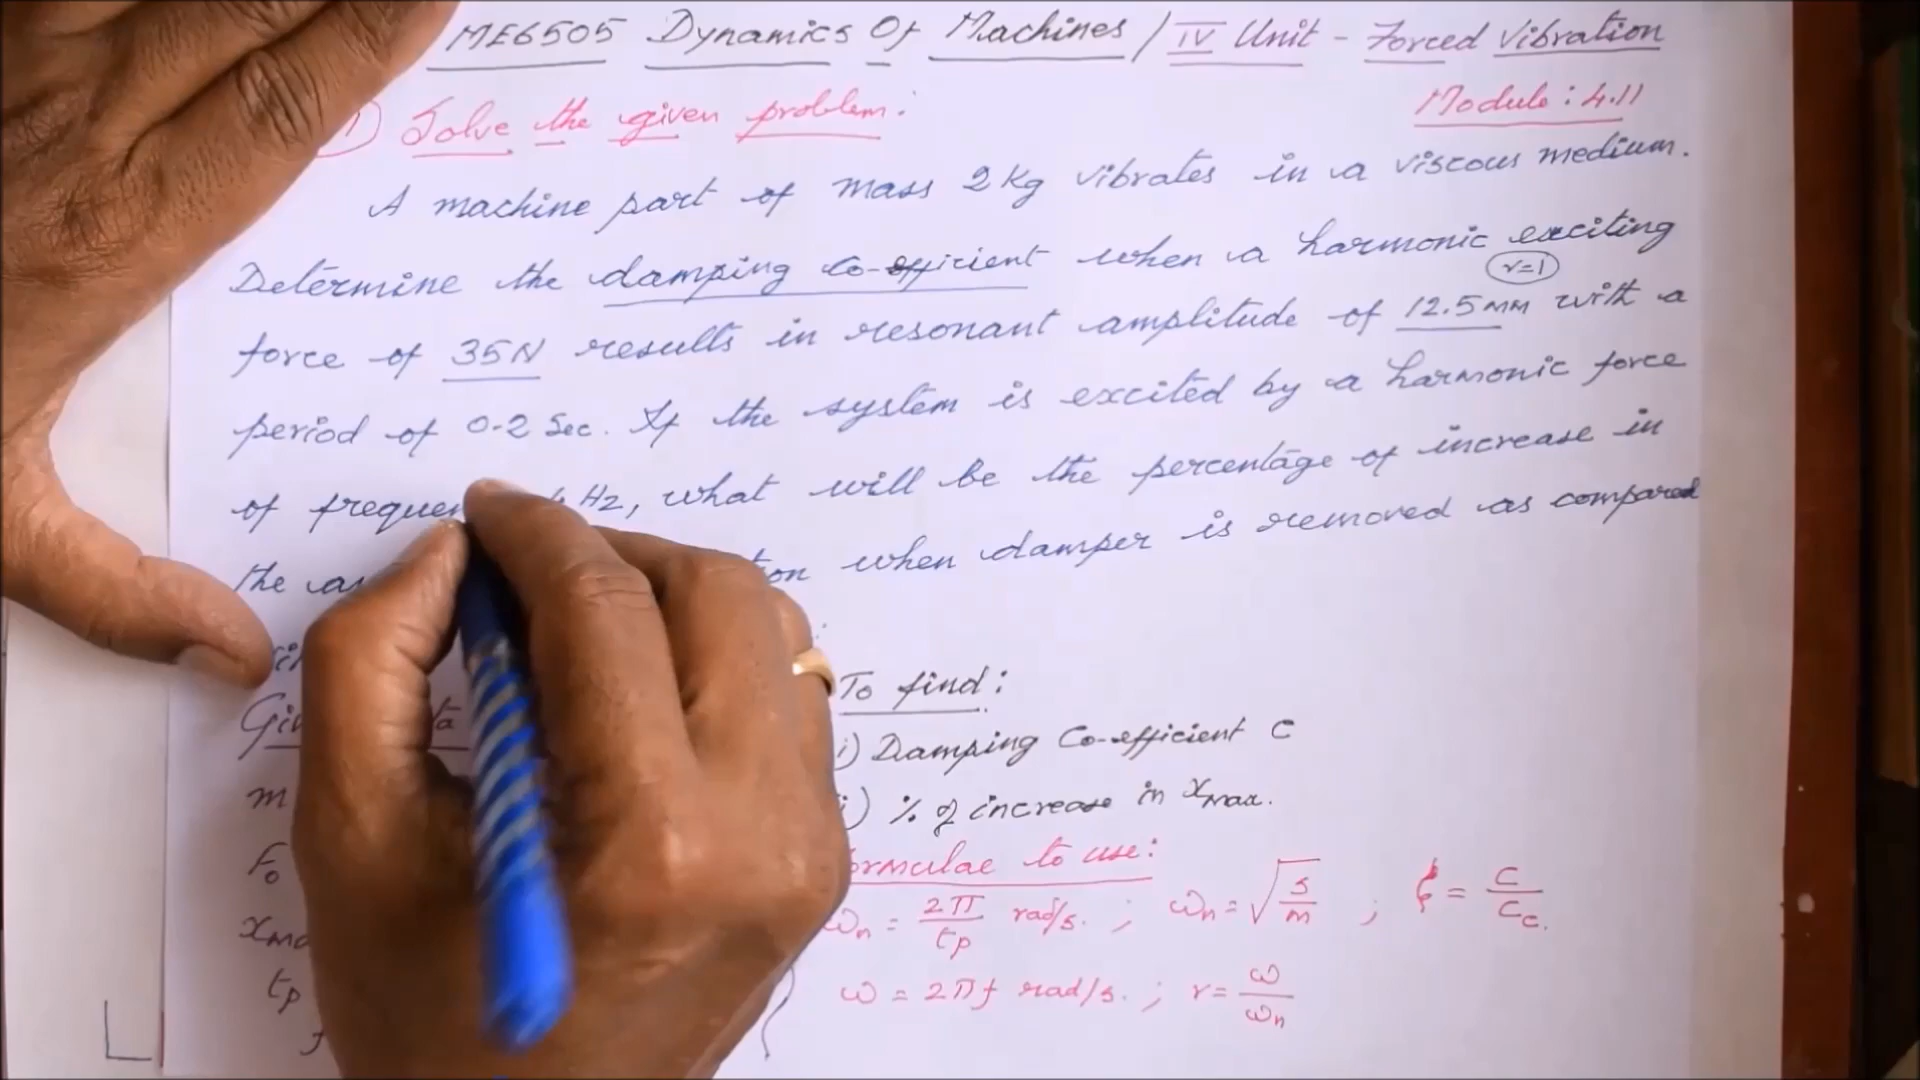 ME6505 Dynamics Of Machines / IV Unit - Forced Vibration
Module: 4.11
1) Solve the given problem:
A machine part of mass 2Kg vibrates in a viscous medium.
Determine the damping Co-efficient when a harmonic exciting
r=1
force of 35N results in resonant amplitude of 12.5mm with a
period of 0.2 Sec. If the system is excited by a harmonic force
of Hz, what will be the percentage of increase in
the when damper is removed as compared
To find:
i) Damping Co-efficient C
) % of increase in xmax.
to use:
ωn = 2π/tp rad/s. ; ωn = √s/m ; ξ = C/Cc.
ω = 2πf rad/s. ; r = ω/ωn
m
Fo
tp
f